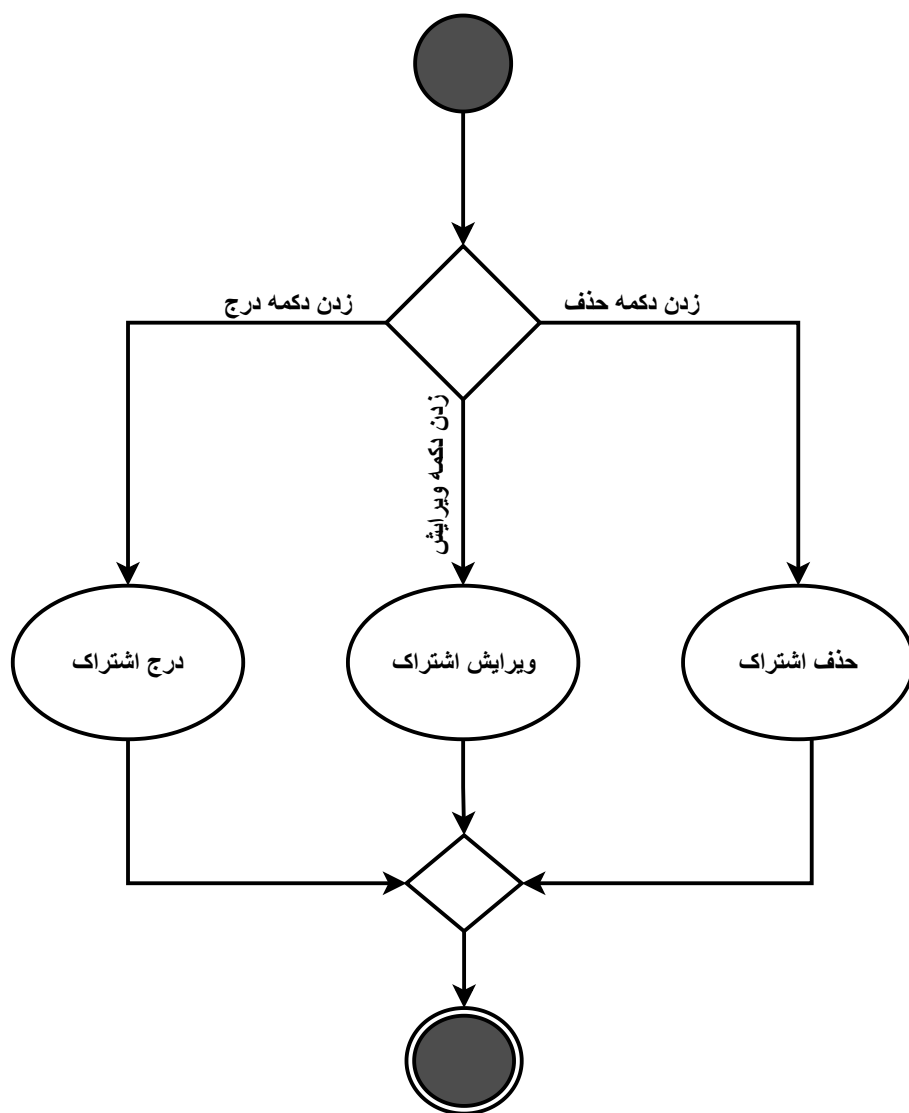 زدن دکمه حذف
زدن دکمه درج
زدن دکمه ویرایش
حذف اشتراک
ویرایش اشتراک
درج اشتراک